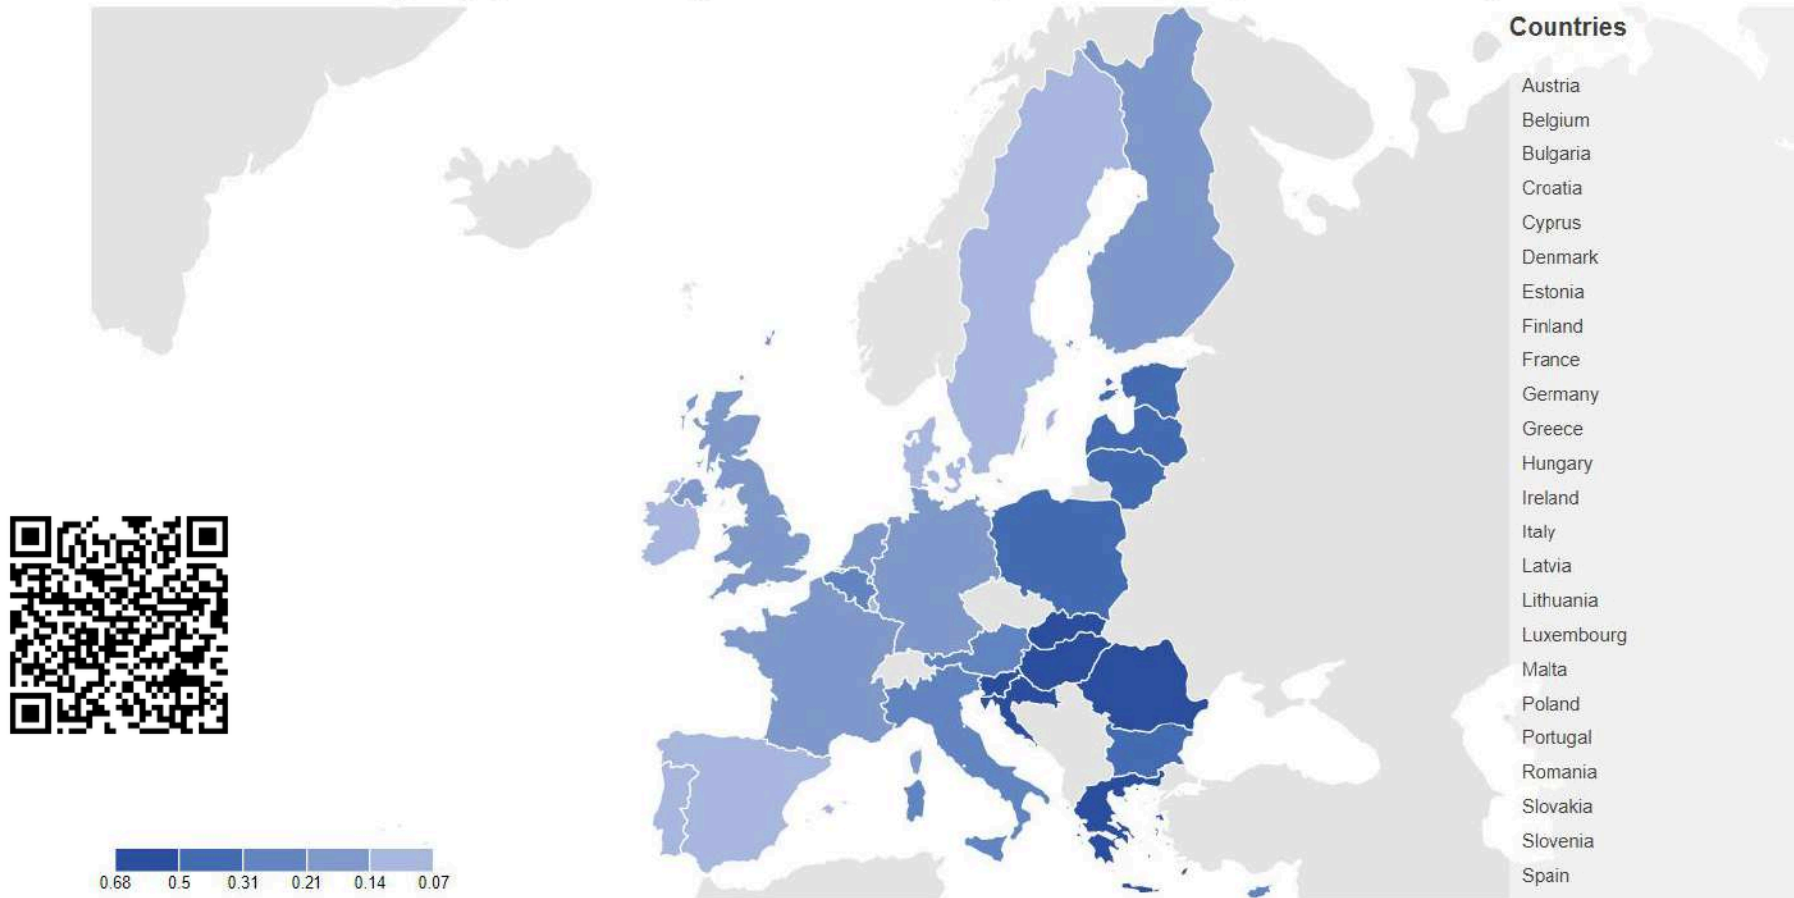 Countries
Austria
Belgium
Bulgaria
Croatia
Cyprus
Denmark
Estonia
Finland
France
Germany
Greece
Hungary
Ireland
Italy
Latvia
Lithuania
Luxembourg
Malta
Poland
Portugal
Romania
Slovakia
Slovenia
Spain
0.68 0.5 0.31 0.21 0.14 0.07